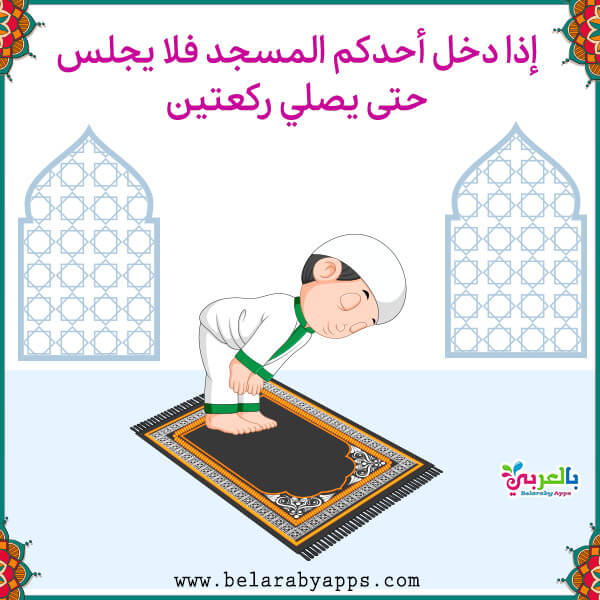 إذا دخل أحدكم المسجد فلا يجلس
حتى يصلي ركعتين
بالعربي
Belaraby Apps
www.belarabyapps.com